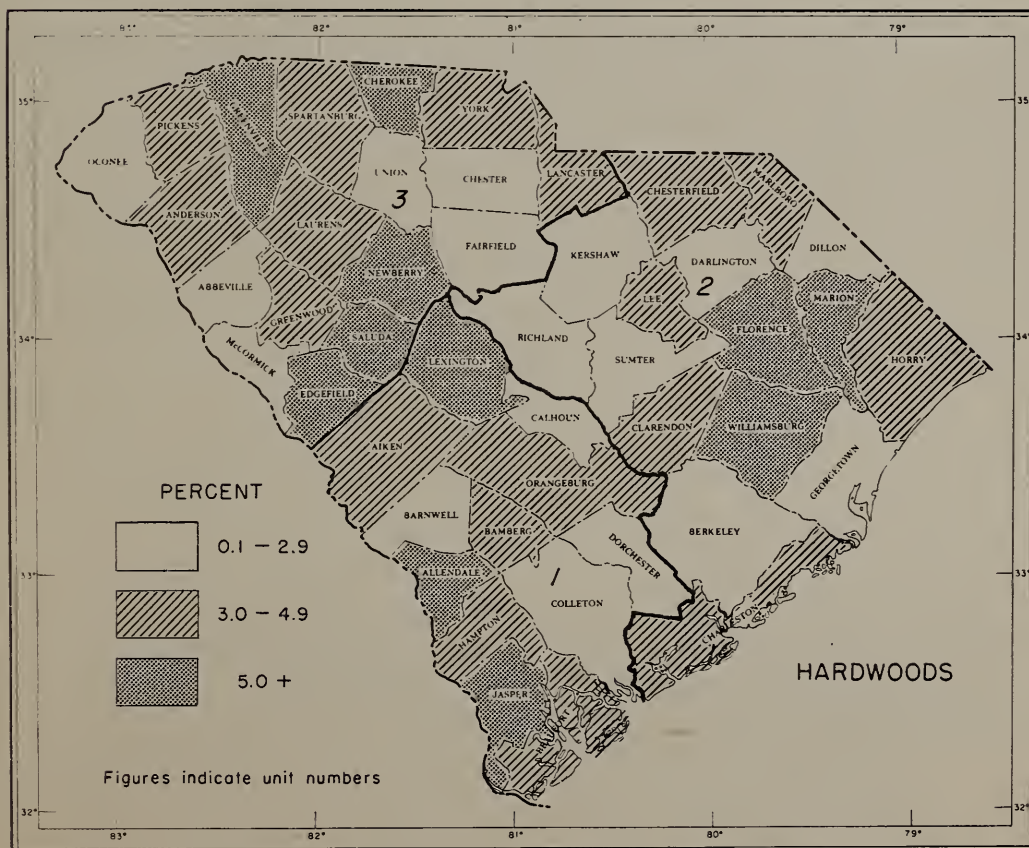 81° 82° 81° 80° 79°
35° 35°
CHEROKEE
YORK
SPARTANBURG
GREENVILLE
PICKENS
OCONEE
UNION
CHESTER
LANCASTER
CHESTERFIELD
MARLBORO
3
ANDERSON
LAURENS
FAIRFIELD
KERSHAW
DARLINGTON
DILLON
NEWBERRY
ABBEVILLE
GREENWOOD
LEE
2
MARION
SALUDA
RICHLAND
FLORENCE
34° 34°
MCCORMICK
LEXINGTON
SUMTER
HORRY
EDGEFIELD
CALHOUN
CLARENDON
WILLIAMSBURG
AIKEN
GEORGETOWN
ORANGEBURG
BARNWELL
BAMBERG
BERKELEY
DORCHESTER
33° 33°
ALLENDALE
1
COLLETON
HAMPTON
CHARLESTON
JASPER
BEAUFORT
32° 32°
PERCENT
0.1 – 2.9
3.0 – 4.9
5.0 +
HARDWOODS
Figures indicate unit numbers
83° 82° 81° 80° 79°